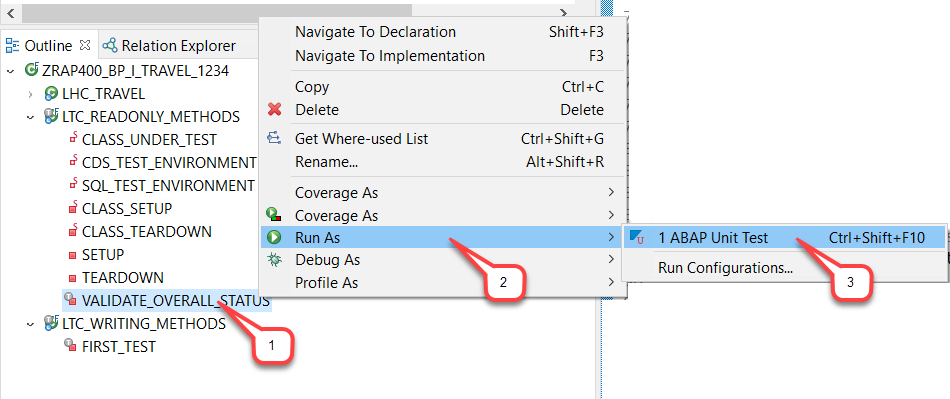 Outline
Relation Explorer
ZRAP400_BP_I_TRAVEL_1234
LHC_TRAVEL
LTC_READONLY_METHODS
CLASS_UNDER_TEST
CDS_TEST_ENVIRONMENT
SQL_TEST_ENVIRONMENT
CLASS_SETUP
CLASS_TEARDOWN
SETUP
TEARDOWN
VALIDATE_OVERALL_STATUS
LTC_WRITING_METHODS
FIRST_TEST
1
Navigate To Declaration Shift+F3
Navigate To Implementation F3
Copy Ctrl+C
Delete Delete
Get Where-used List Ctrl+Shift+G
Rename... Alt+Shift+R
Coverage As
Coverage As
Run As
Debug As
Profile As
2
1 ABAP Unit Test Ctrl+Shift+F10
Run Configurations...
3